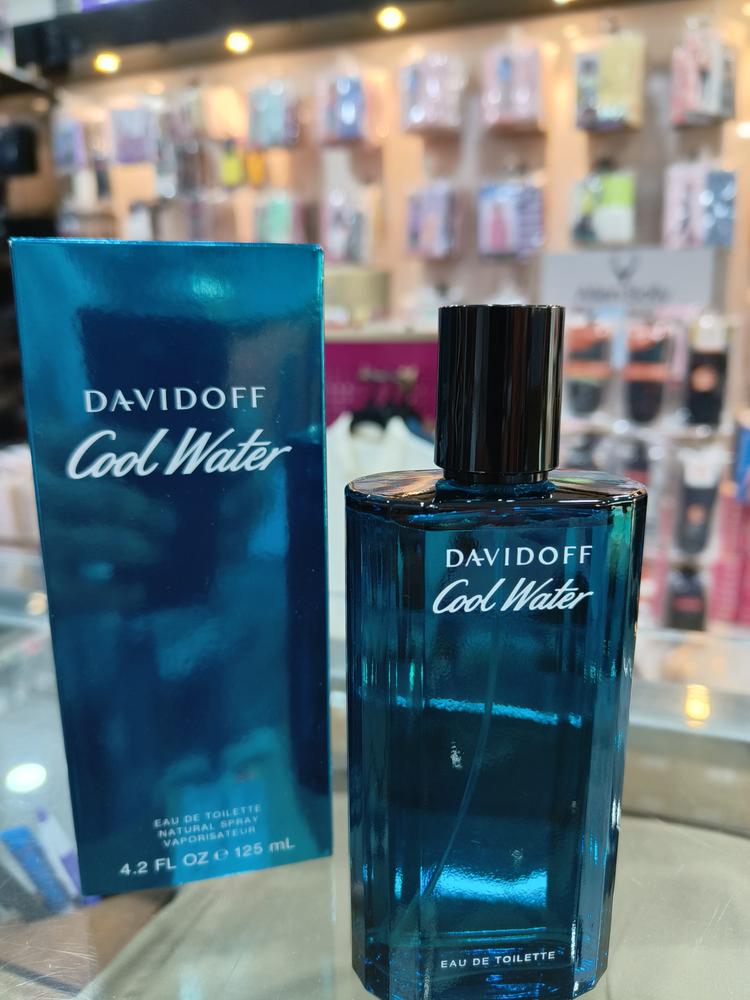 DAVIDOFF
Cool Water
EAU DE TOILETTE
NATURAL SPRAY
VAPORISATEUR
4.2 FL OZ ℮ 125 mL
DAVIDOFF
Cool Water
EAU DE TOILETTE